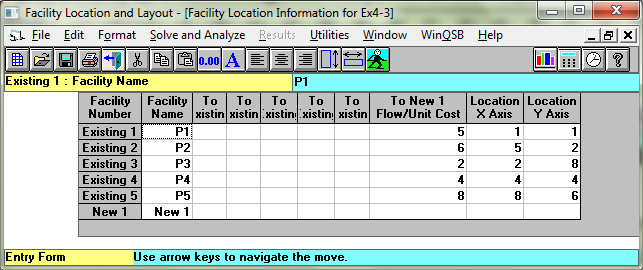 Facility Location and Layout - [Facility Location Information for Ex4-3]
File Edit Format Solve and Analyze Results Utilities Window WinQSB Help
0.00 A
Existing 1 : Facility Name P1
Facility Number Facility Name To xistin To xistin To Existing To xistin To xistin To New 1 Flow/Unit Cost Location X Axis Location Y Axis
Existing 1 P1 5 1 1
Existing 2 P2 6 5 2
Existing 3 P3 2 2 8
Existing 4 P4 4 4 4
Existing 5 P5 8 8 6
New 1 New 1
Entry Form Use arrow keys to navigate the move.